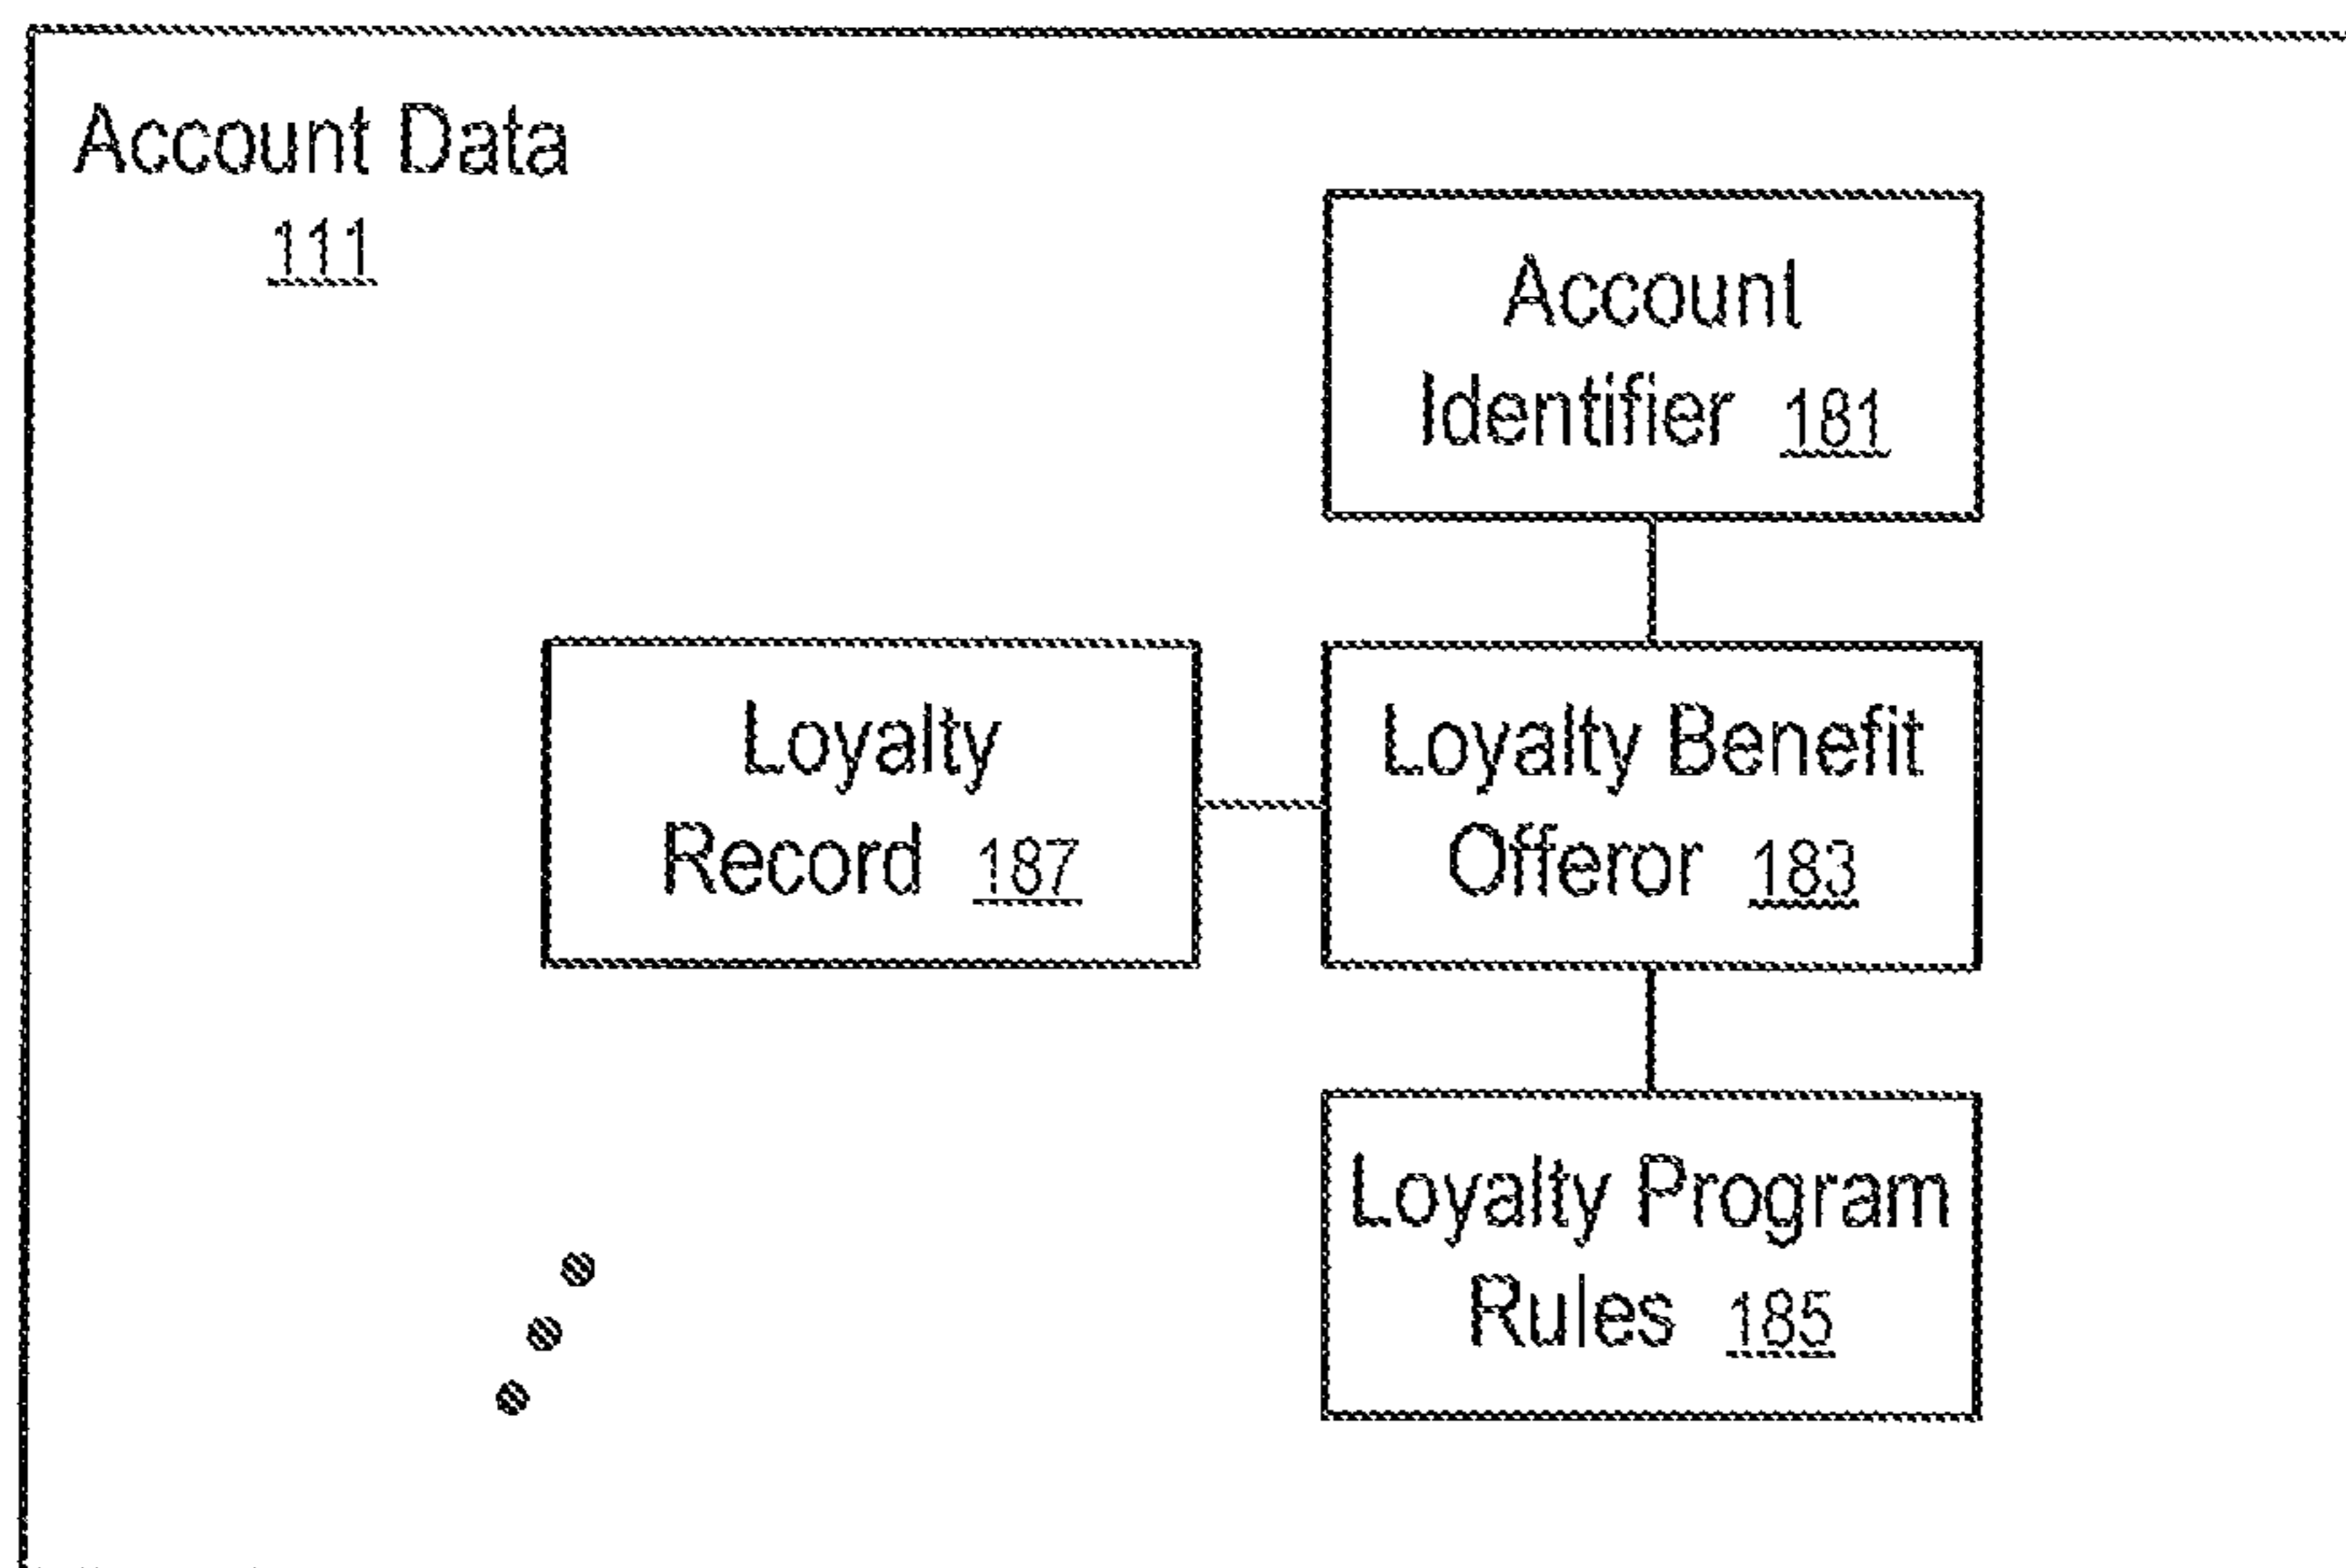 Account Data
111
Account
Identifier 181
Loyalty
Record 187
Loyalty Benefit
Offeror 183
Loyalty Program
Rules 185